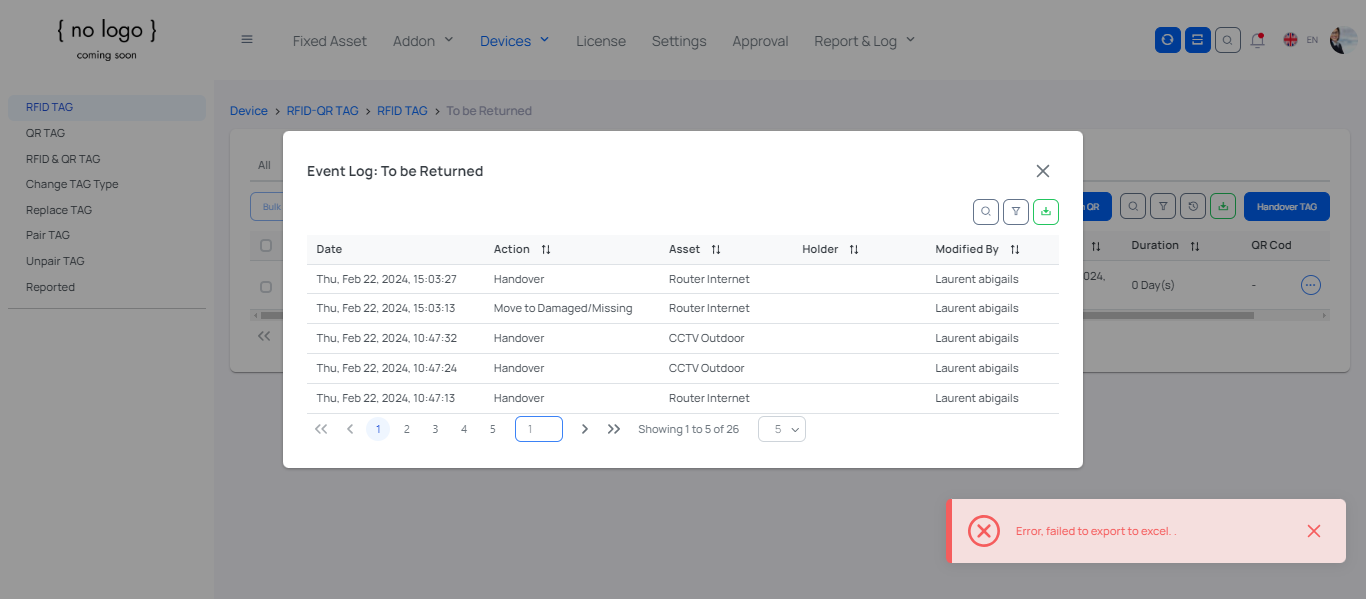 { no logo }
coming soon
Fixed Asset Addon Devices License Settings Approval Report & Log EN
RFID TAG
QR TAG
RFID & QR TAG
Change TAG Type
Replace TAG
Pair TAG
Unpair TAG
Reported
Device > RFID-QR TAG > RFID TAG > To be Returned
All
Bulk
QR Handover TAG
Duration QR Cod
2024,
0 Day(s) -
Event Log: To be Returned
Date Action Asset Holder Modified By
Thu, Feb 22, 2024, 15:03:27 Handover Router Internet Laurent abigails
Thu, Feb 22, 2024, 15:03:13 Move to Damaged/Missing Router Internet Laurent abigails
Thu, Feb 22, 2024, 10:47:32 Handover CCTV Outdoor Laurent abigails
Thu, Feb 22, 2024, 10:47:24 Handover CCTV Outdoor Laurent abigails
Thu, Feb 22, 2024, 10:47:13 Handover Router Internet Laurent abigails
1 2 3 4 5 1 Showing 1 to 5 of 26 5
Error, failed to export to excel. .